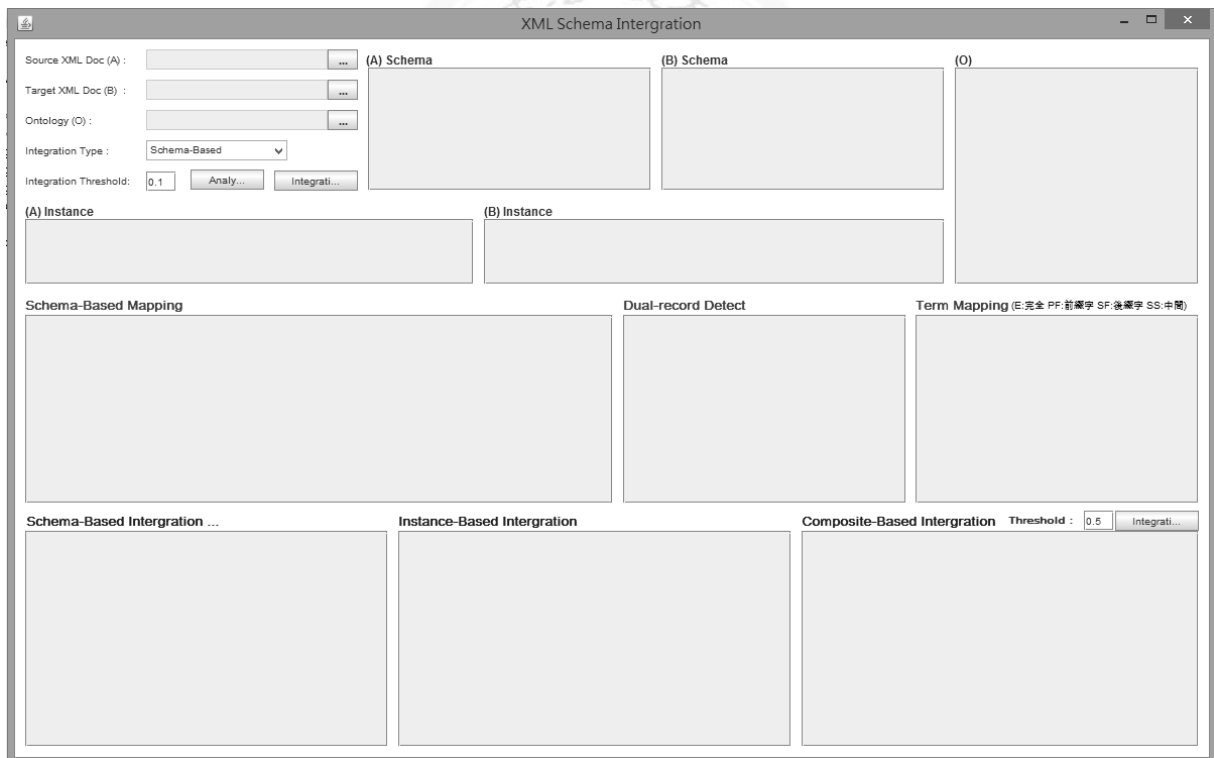 XML Schema Intergration
Source XML Doc (A) :
...
Target XML Doc (B) :
...
Ontology (O) :
...
Integration Type :
Schema-Based
Integration Threshold:
0.1
Analy...
Integrati...
(A) Schema
(B) Schema
(O)
(A) Instance
(B) Instance
Schema-Based Mapping
Dual-record Detect
Term Mapping (E:完全 PF:前綴字 SF:後綴字 SS:中間)
Schema-Based Intergration ...
Instance-Based Intergration
Composite-Based Intergration
Threshold :
0.5
Integrati...